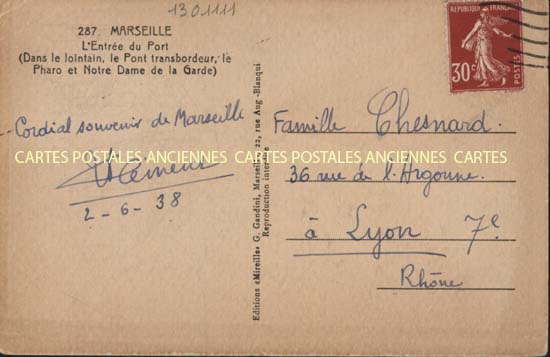 1301111
287. MARSEILLE
L'Entrée du Port
(Dans le lointain, le Pont transbordeur, le
Pharo et Notre Dame de la Garde)
Cordial souvenir de Marseille
2-6-38
Editions «Mireille» G. Gandini, Marseille, 22, rue Aug.-Blanqui
Reproduction interdite
REPUBLIQUE FRANÇAISE
30c
POSTES
Famille Chesnard.
36 rue de l'Argonne.
à Lyon 7e
Rhône
CARTES POSTALES ANCIENNES CARTES POSTALES ANCIENNES CARTES